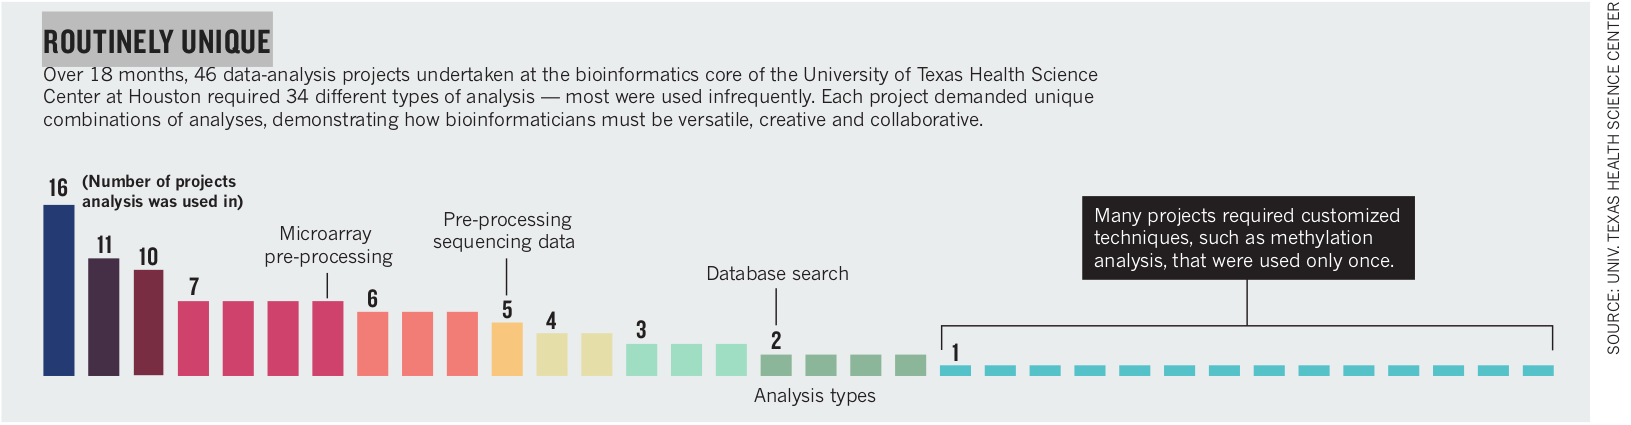 ROUTINELY UNIQUE
Over 18 months, 46 data-analysis projects undertaken at the bioinformatics core of the University of Texas Health Science
Center at Houston required 34 different types of analysis — most were used infrequently. Each project demanded unique
combinations of analyses, demonstrating how bioinformaticians must be versatile, creative and collaborative.
16
(Number of projects
analysis was used in)
11
10
7
Microarray
pre-processing
6
Pre-processing
sequencing data
5
4
3
Database search
2
Many projects required customized
techniques, such as methylation
analysis, that were used only once.
1
Analysis types
SOURCE: UNIV. TEXAS HEALTH SCIENCE CENTER